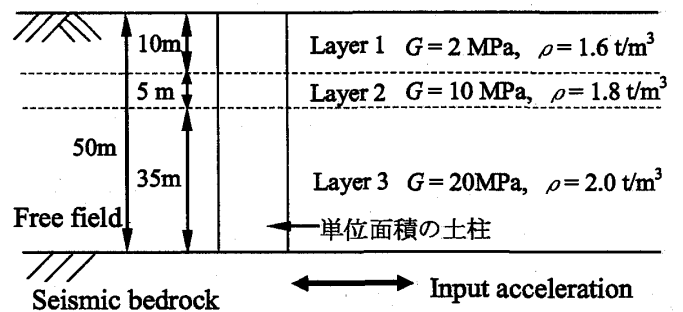 10m
Layer 1 G = 2 MPa, ρ = 1.6 t/m³
5 m
Layer 2 G = 10 MPa, ρ = 1.8 t/m³
50m
35m
Layer 3 G = 20MPa, ρ = 2.0 t/m³
Free field
単位面積の土柱
Seismic bedrock
Input acceleration